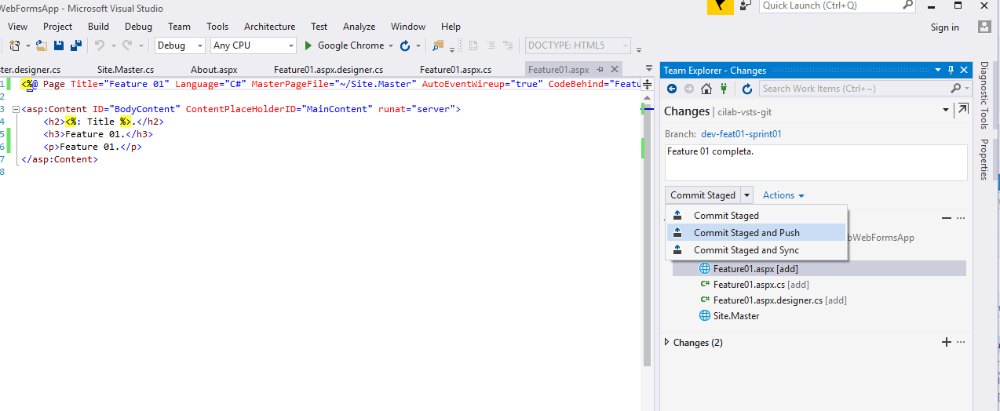 WebFormsApp - Microsoft Visual Studio
Quick Launch (Ctrl+Q)
View Project Build Debug Team Tools Architecture Test Analyze Window Help
Sign in
Debug Any CPU Google Chrome DOCTYPE: HTML5
ster.designer.cs Site.Master.cs About.aspx Feature01.aspx.designer.cs Feature01.aspx.cs Feature01.aspx
1 <%@ Page Title="Feature 01" Language="C#" MasterPageFile="~/Site.Master" AutoEventWireup="true" CodeBehind="Featu
2
3 <asp:Content ID="BodyContent" ContentPlaceHolderID="MainContent" runat="server">
4 <h2><%: Title %>.</h2>
5 <h3>Feature 01.</h3>
6 <p>Feature 01.</p>
7 </asp:Content>
8
Team Explorer - Changes
Search Work Items (Ctrl+~)
Changes | cilab-vsts-git
Branch: dev-feat01-sprint01
Feature 01 completa.
Commit Staged Actions
Commit Staged
Commit Staged and Push
Commit Staged and Sync
bWebFormsApp
Feature01.aspx [add]
C# Feature01.aspx.cs [add]
C# Feature01.aspx.designer.cs [add]
Site.Master
Changes (2)
Diagnostic Tools
Properties